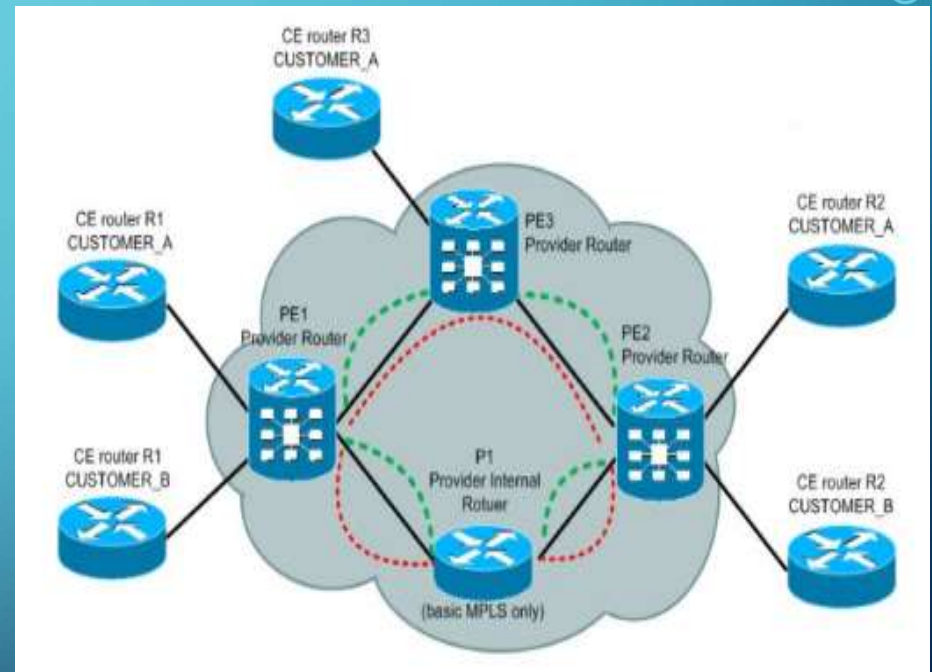 CE router R3
CUSTOMER_A
CE router R1
CUSTOMER_A
PE3
Provider Router
CE router R2
CUSTOMER_A
PE1
Provider Router
PE2
Provider Router
CE router R1
CUSTOMER_B
P1
Provider Internal
Rotuer
CE router R2
CUSTOMER_B
(basic MPLS only)